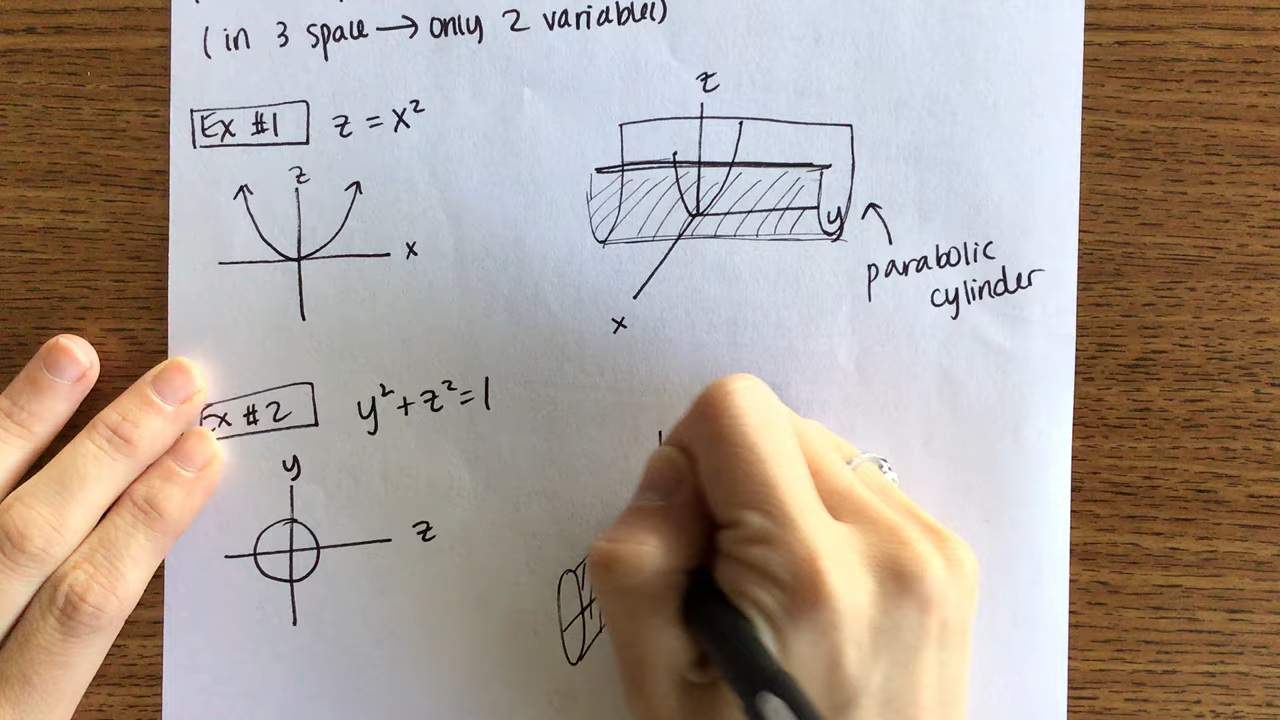 (in 3 space → only 2 variables)
Ex #1 z = x²
z
x
z
y
x
parabolic
cylinder
Ex #2 y² + z² = 1
y
z